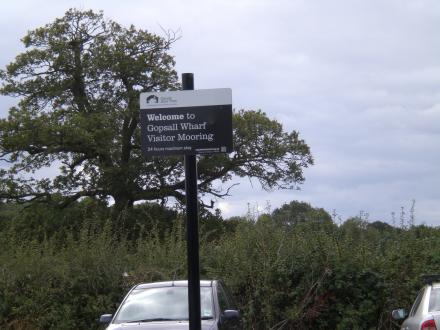 Welcome to
Gopsall Wharf
Visitor Mooring
24 hours maximum stay